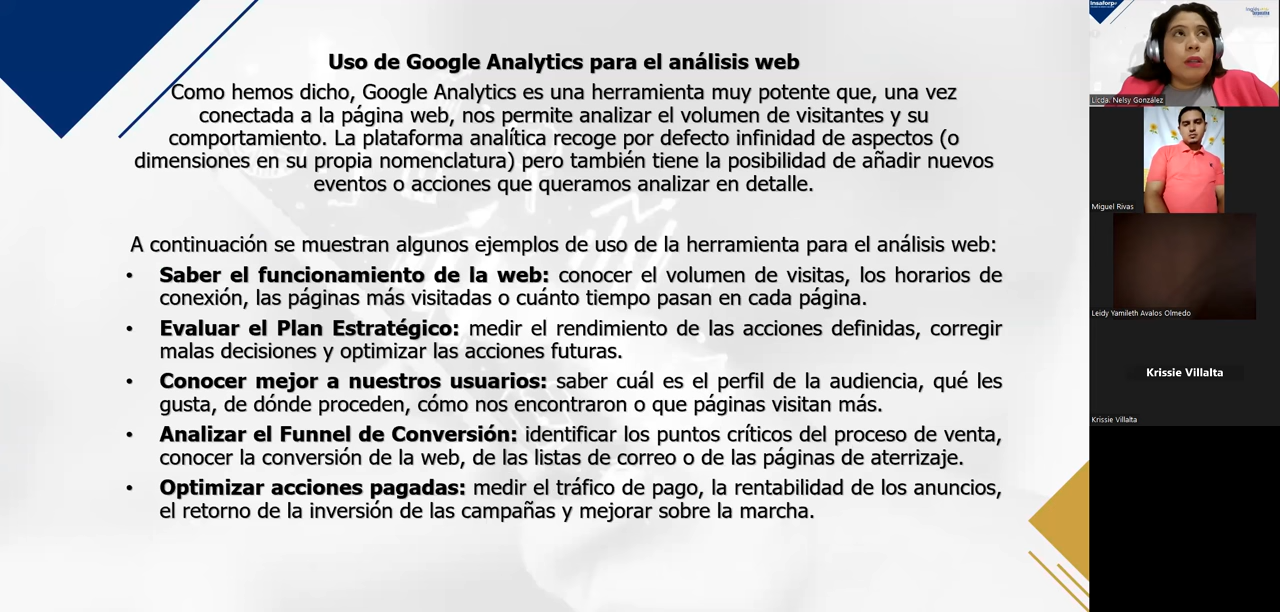 Uso de Google Analytics para el análisis web
Como hemos dicho, Google Analytics es una herramienta muy potente que, una vez
conectada a la página web, nos permite analizar el volumen de visitantes y su
comportamiento. La plataforma analítica recoge por defecto infinidad de aspectos (o
dimensiones en su propia nomenclatura) pero también tiene la posibilidad de añadir nuevos
eventos o acciones que queramos analizar en detalle.
A continuación se muestran algunos ejemplos de uso de la herramienta para el análisis web:
• Saber el funcionamiento de la web: conocer el volumen de visitas, los horarios de
conexión, las páginas más visitadas o cuánto tiempo pasan en cada página.
• Evaluar el Plan Estratégico: medir el rendimiento de las acciones definidas, corregir
malas decisiones y optimizar las acciones futuras.
• Conocer mejor a nuestros usuarios: saber cuál es el perfil de la audiencia, qué les
gusta, de dónde proceden, cómo nos encontraron o que páginas visitan más.
• Analizar el Funnel de Conversión: identificar los puntos críticos del proceso de venta,
conocer la conversión de la web, de las listas de correo o de las páginas de aterrizaje.
• Optimizar acciones pagadas: medir el tráfico de pago, la rentabilidad de los anuncios,
el retorno de la inversión de las campañas y mejorar sobre la marcha.
Insaforp
Licda. Nelsy González
Miguel Rivas
Leidy Yamileth Avalos Olmedo
Krissie Villalta
Krissie Villalta